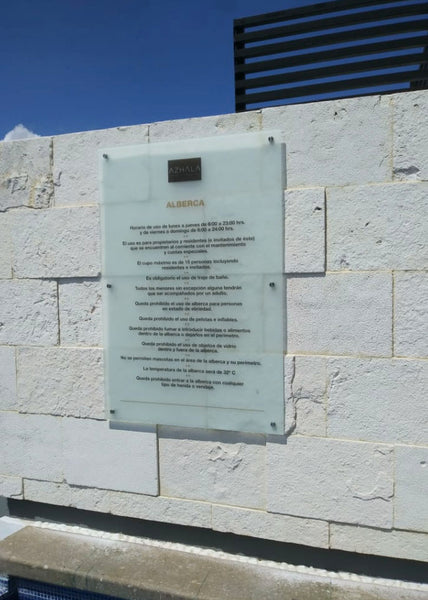 AZHALA
ALBERCA
Horario de uso de lunes a jueves de 6:00 a 23:00 hrs.
y de viernes a domingo de 6:00 a 24:00 hrs.
El uso es para propietarios y residentes (e invitados de éste)
que se encuentren al corriente con el mantenimiento
y cuotas especiales.
El cupo máximo es de 15 personas incluyendo
residentes e invitados.
Es obligatorio el uso de traje de baño.
Todos los menores sin excepción alguna tendrán
que ser acompañados por un adulto.
Queda prohibido el uso de alberca para personas
en estado de ebriedad.
Queda prohibido el uso de pelotas e inflables.
Queda prohibido fumar e introducir bebidas o alimentos
dentro de la alberca o dejarlos en el perímetro.
Queda prohibido el uso de objetos de vidrio
dentro y fuera de la alberca.
No se permiten mascotas en el área de la alberca y su perímetro.
La temperatura de la alberca será de 32° C
Queda prohibido entrar a la alberca con cualquier
tipo de herida o vendaje.